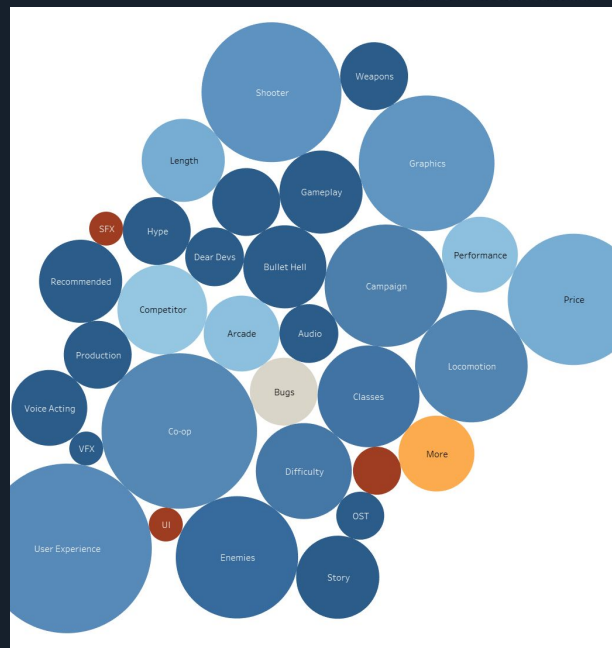 Shooter
Weapons
Length
Graphics
Gameplay
SFX
Hype
Dear Devs
Bullet Hell
Performance
Recommended
Campaign
Competitor
Price
Arcade
Audio
Production
Locomotion
Bugs
Classes
Voice Acting
Co-op
VFX
More
Difficulty
OST
UI
User Experience
Enemies
Story